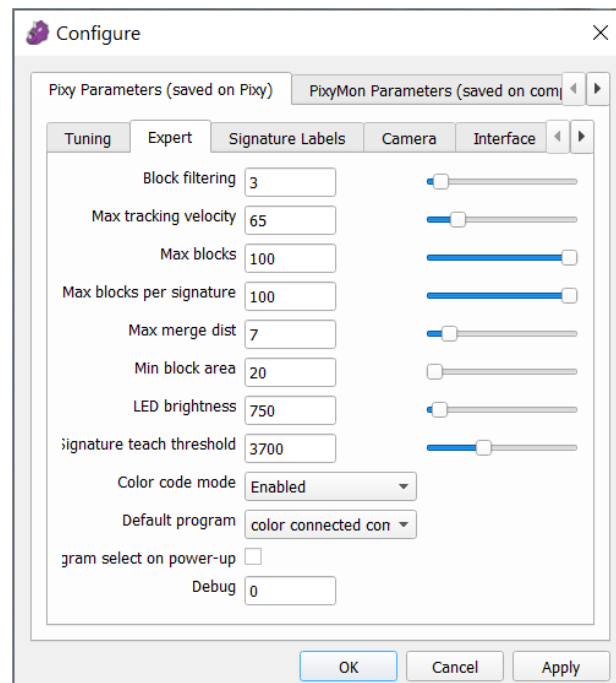 Configure
Pixy Parameters (saved on Pixy) PixyMon Parameters (saved on comp
Tuning Expert Signature Labels Camera Interface
Block filtering 3
Max tracking velocity 65
Max blocks 100
Max blocks per signature 100
Max merge dist 7
Min block area 20
LED brightness 750
Signature teach threshold 3700
Color code mode Enabled
Default program color connected com
gram select on power-up
Debug 0
OK Cancel Apply